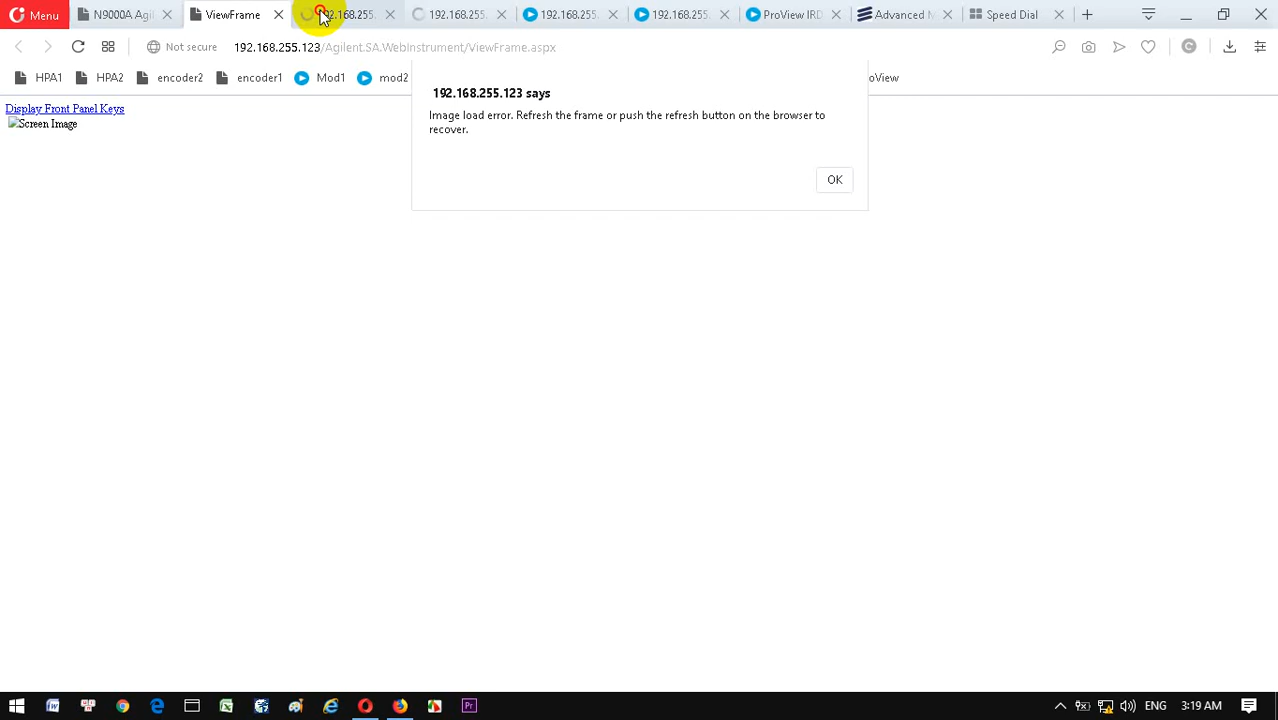 Menu
N9000A Agil
ViewFrame
192.168.255.
192.168.255.
192.168.255.
192.168.255.
ProView IRD
Advanced M
Speed Dial
Not secure
192.168.255.123/Agilent.SA.WebInstrument/ViewFrame.aspx
HPA1
HPA2
encoder2
encoder1
Mod1
mod2
oView
Display Front Panel Keys
Screen Image
192.168.255.123 says
Image load error. Refresh the frame or push the refresh button on the browser to
recover.
OK
ENG
3:19 AM